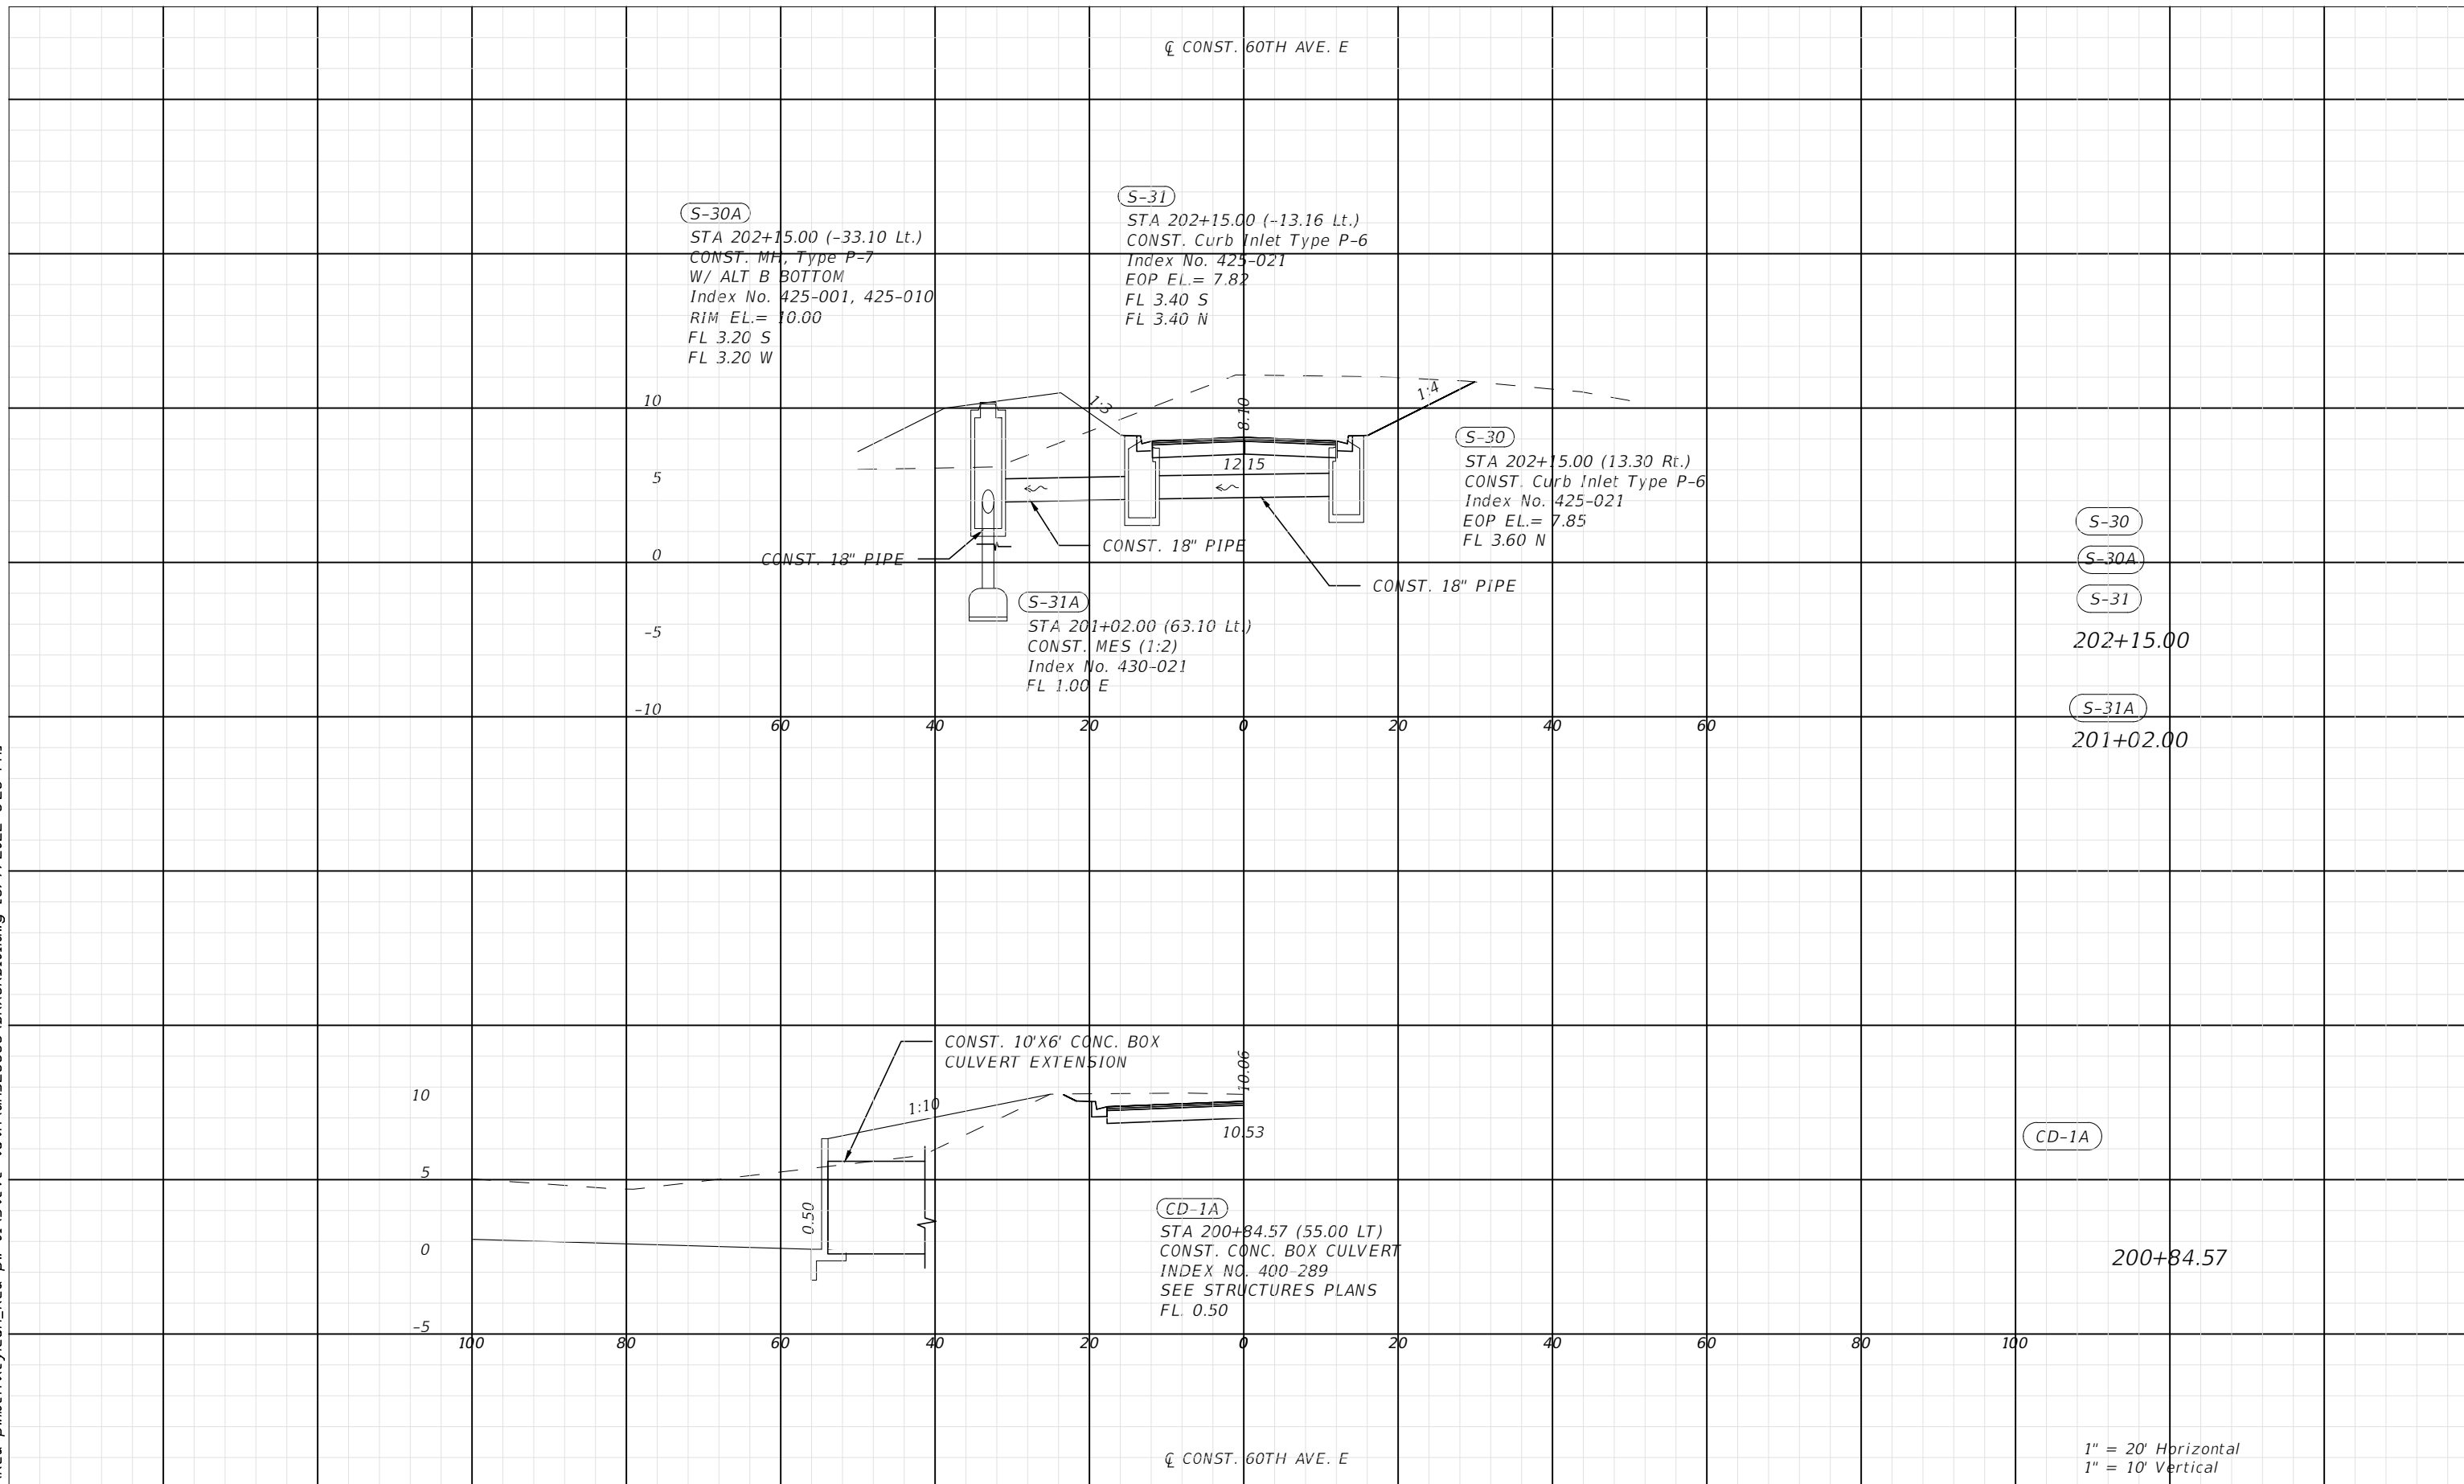 ℄ CONST. 60TH AVE. E
S-30A
STA 202+15.00 (-33.10 Lt.)
CONST. MH, Type P-7
W/ ALT B BOTTOM
Index No. 425-001, 425-010
RIM EL.= 10.00
FL 3.20 S
FL 3.20 W
S-31
STA 202+15.00 (-13.16 Lt.)
CONST. Curb Inlet Type P-6
Index No. 425-021
EOP EL.= 7.82
FL 3.40 S
FL 3.40 N
10
5
0
-5
-10
1:3
8.10
1:4
12.15
S-30
STA 202+15.00 (13.30 Rt.)
CONST. Curb Inlet Type P-6
Index No. 425-021
EOP EL.= 7.85
FL 3.60 N
CONST. 18" PIPE
CONST. 18" PIPE
CONST. 18" PIPE
S-31A
STA 201+02.00 (63.10 Lt.)
CONST. MES (1:2)
Index No. 430-021
FL 1.00 E
S-30
S-30A
S-31
202+15.00
S-31A
201+02.00
60 40 20 0 20 40 60
CONST. 10'X6' CONC. BOX
CULVERT EXTENSION
10.06
1:10
10.53
10
5
0
-5
0.50
CD-1A
STA 200+84.57 (55.00 LT)
CONST. CONC. BOX CULVERT
INDEX NO. 400-289
SEE STRUCTURES PLANS
FL. 0.50
CD-1A
200+84.57
100 80 60 40 20 0 20 40 60 80 100
℄ CONST. 60TH AVE. E
1" = 20' Horizontal
1" = 10' Vertical